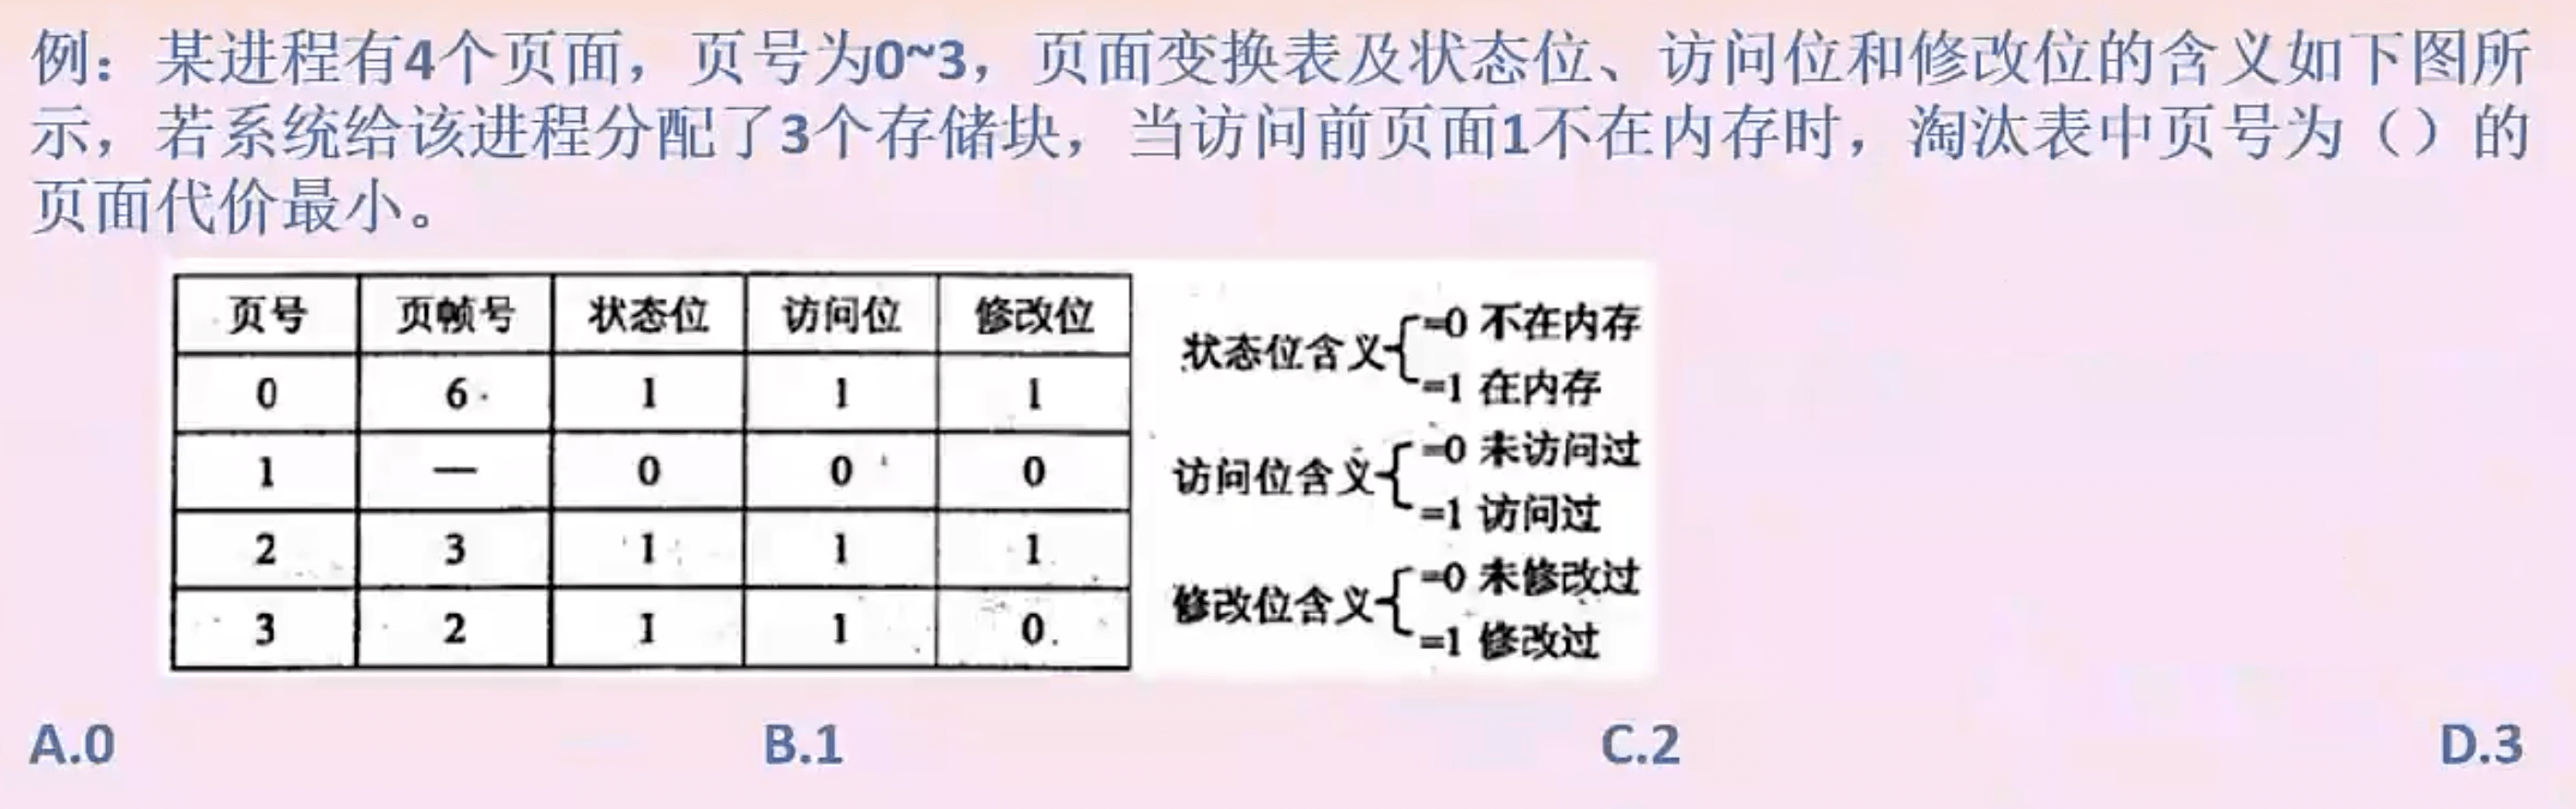 例：某进程有4个页面，页号为0~3，页面变换表及状态位、访问位和修改位的含义如下图所
示，若系统给该进程分配了3个存储块，当访问前页面1不在内存时，淘汰表中页号为（）的
页面代价最小。
页号 页帧号 状态位 访问位 修改位
0 6 1 1 1
1 — 0 0 0
2 3 1 1 1
3 2 1 1 0
状态位含义 =0 不在内存
=1 在内存
访问位含义 =0 未访问过
=1 访问过
修改位含义 =0 未修改过
=1 修改过
A.0 B.1 C.2 D.3